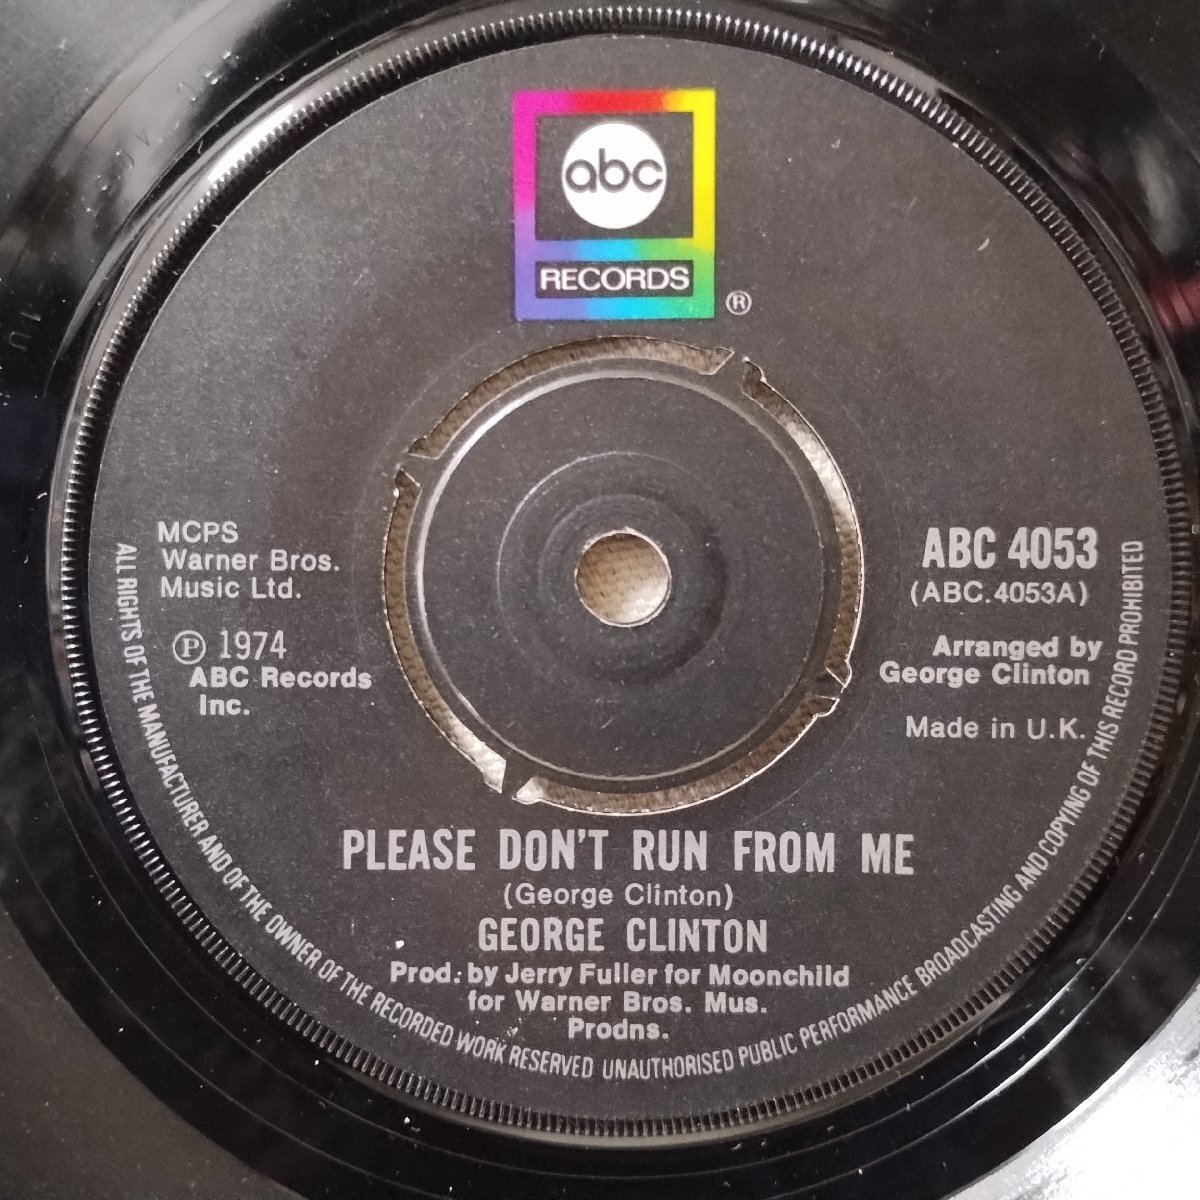 abc
RECORDS
®
MCPS
Warner Bros.
Music Ltd.
℗ 1974
ABC Records
Inc.
ABC 4053
(ABC.4053A)
Arranged by
George Clinton
Made in U.K.
PLEASE DON'T RUN FROM ME
(George Clinton)
GEORGE CLINTON
Prod.: by Jerry Fuller for Moonchild
for Warner Bros. Mus.
Prodns.
ALL RIGHTS OF THE MANUFACTURER AND OF THE OWNER OF THE RECORDED WORK RESERVED UNAUTHORISED PUBLIC PERFORMANCE BROADCASTING AND COPYING OF THIS RECORD PROHIBITED